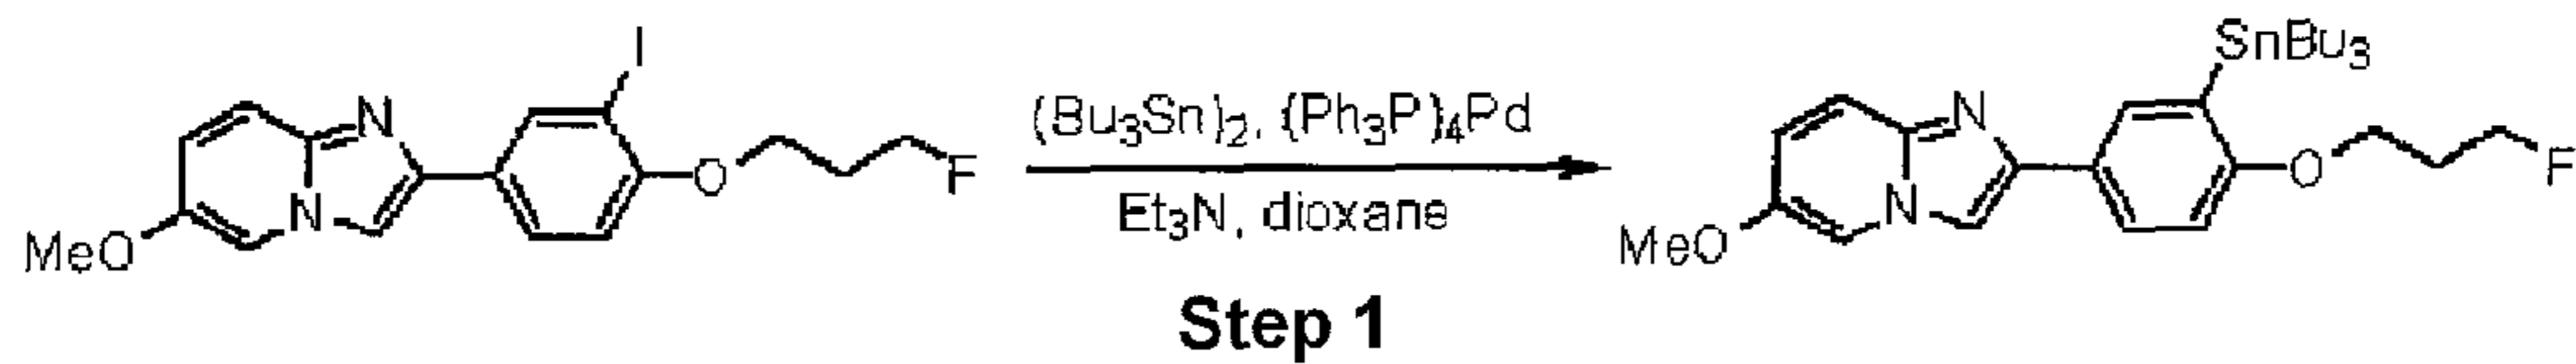 I
N
N
MeO
O
F
(Bu₃Sn)₂, (Ph₃P)₄Pd
Et₃N, dioxane
Step 1
SnBu₃
N
N
MeO
O
F